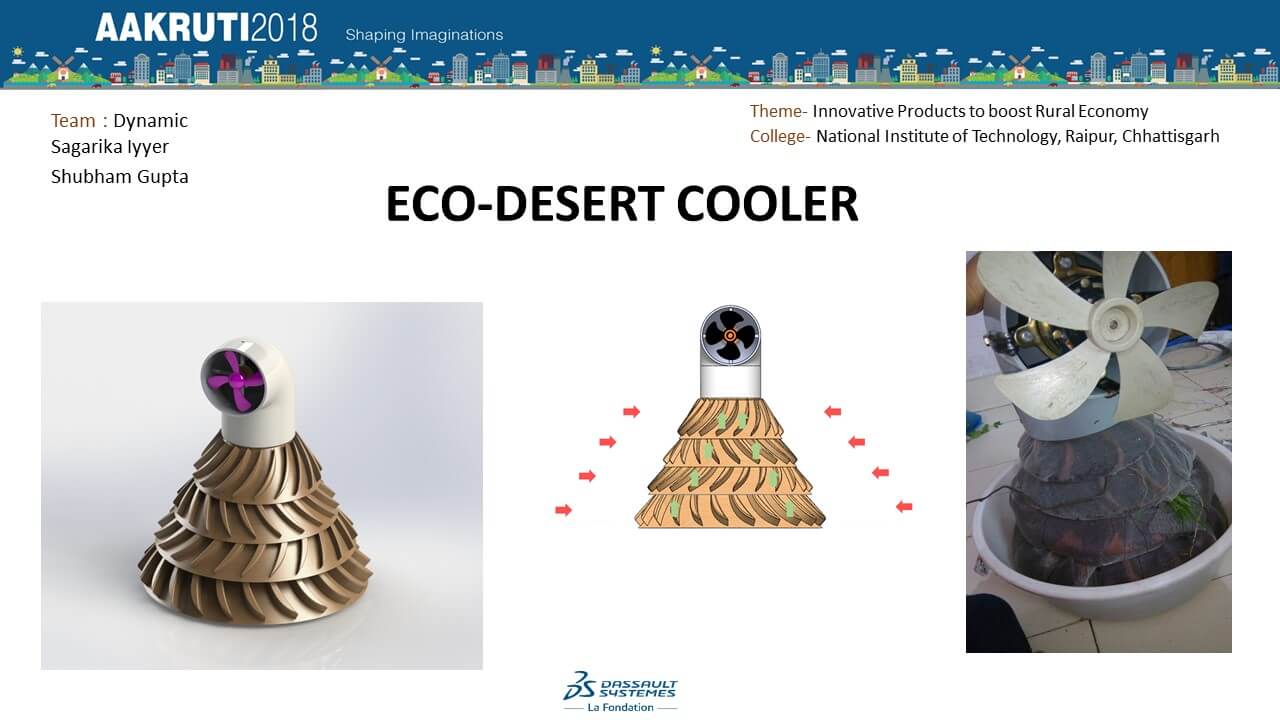 AAKRUTI2018 Shaping Imaginations
Team : Dynamic
Sagarika Iyyer
Shubham Gupta
Theme- Innovative Products to boost Rural Economy
College- National Institute of Technology, Raipur, Chhattisgarh
ECO-DESERT COOLER
DASSAULT
SYSTEMES
La Fondation